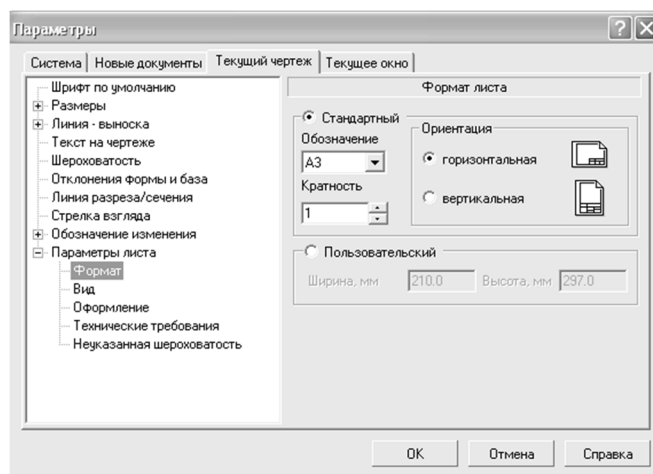 Параметры
Система
Новые документы
Текущий чертеж
Текущее окно
Шрифт по умолчанию
Размеры
Линия - выноска
Текст на чертеже
Шероховатость
Отклонения формы и база
Линия разреза/сечения
Стрелка взгляда
Обозначение изменения
Параметры листа
Формат
Вид
Оформление
Технические требования
Неуказанная шероховатость
Формат листа
Стандартный
Обозначение
A3
Кратность
1
Ориентация
горизонтальная
вертикальная
Пользовательский
Ширина, мм 210.0 Высота, мм 297.0
OK Отмена Справка